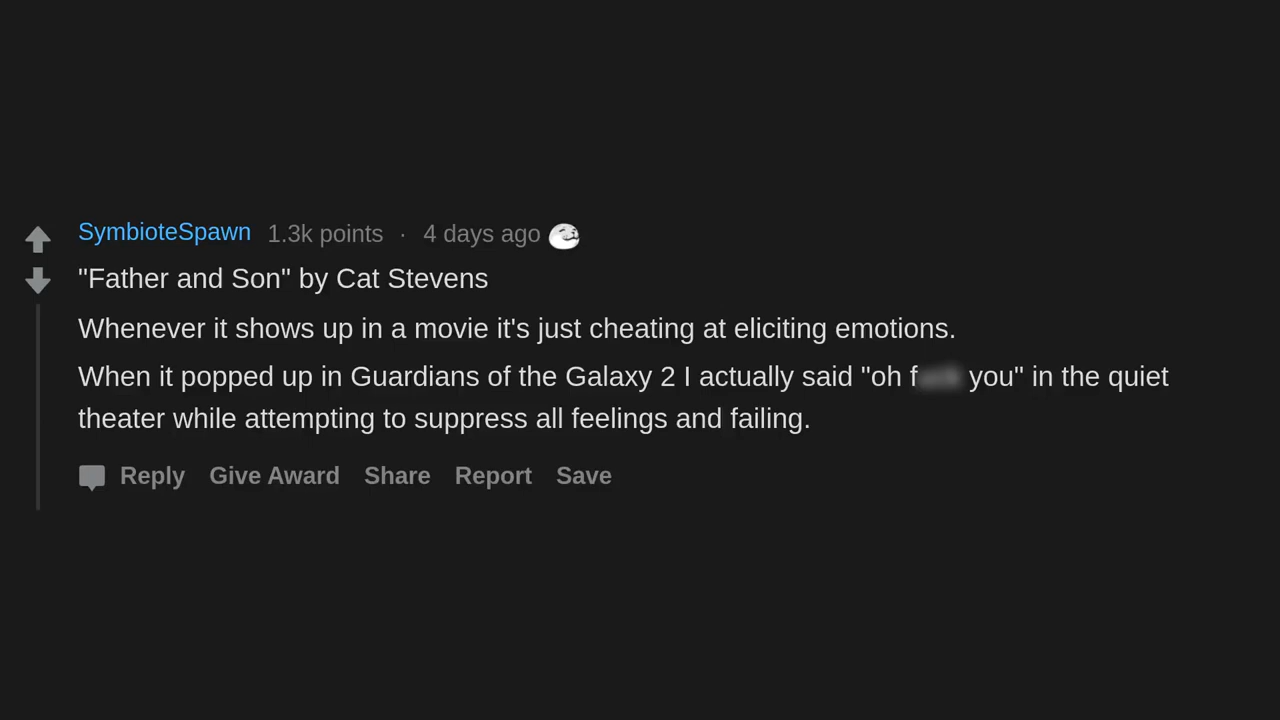 SymbioteSpawn 1.3k points · 4 days ago
"Father and Son" by Cat Stevens
Whenever it shows up in a movie it's just cheating at eliciting emotions.
When it popped up in Guardians of the Galaxy 2 I actually said "oh f you" in the quiet
theater while attempting to suppress all feelings and failing.
Reply Give Award Share Report Save